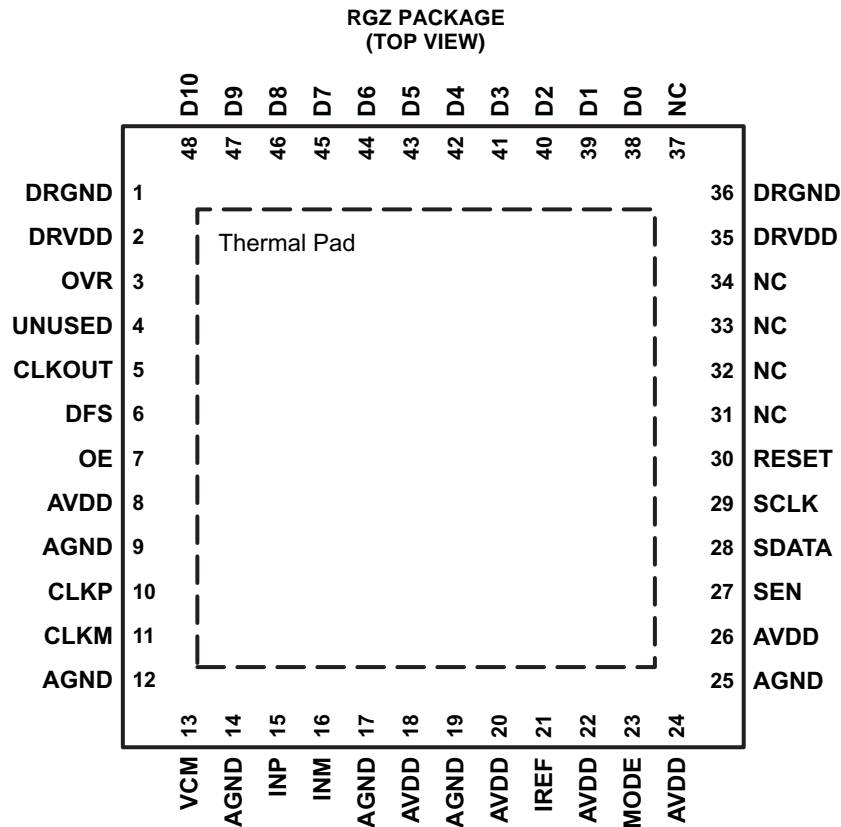 RGZ PACKAGE
(TOP VIEW)
D10 D9 D8 D7 D6 D5 D4 D3 D2 D1 D0 NC
48 47 46 45 44 43 42 41 40 39 38 37
DRGND 1 36 DRGND
DRVDD 2 Thermal Pad 35 DRVDD
OVR 3 34 NC
UNUSED 4 33 NC
CLKOUT 5 32 NC
DFS 6 31 NC
OE 7 30 RESET
AVDD 8 29 SCLK
AGND 9 28 SDATA
CLKP 10 27 SEN
CLKM 11 26 AVDD
AGND 12 25 AGND
13 14 15 16 17 18 19 20 21 22 23 24
VCM AGND INP INM AGND AVDD AGND AVDD IREF AVDD MODE AVDD